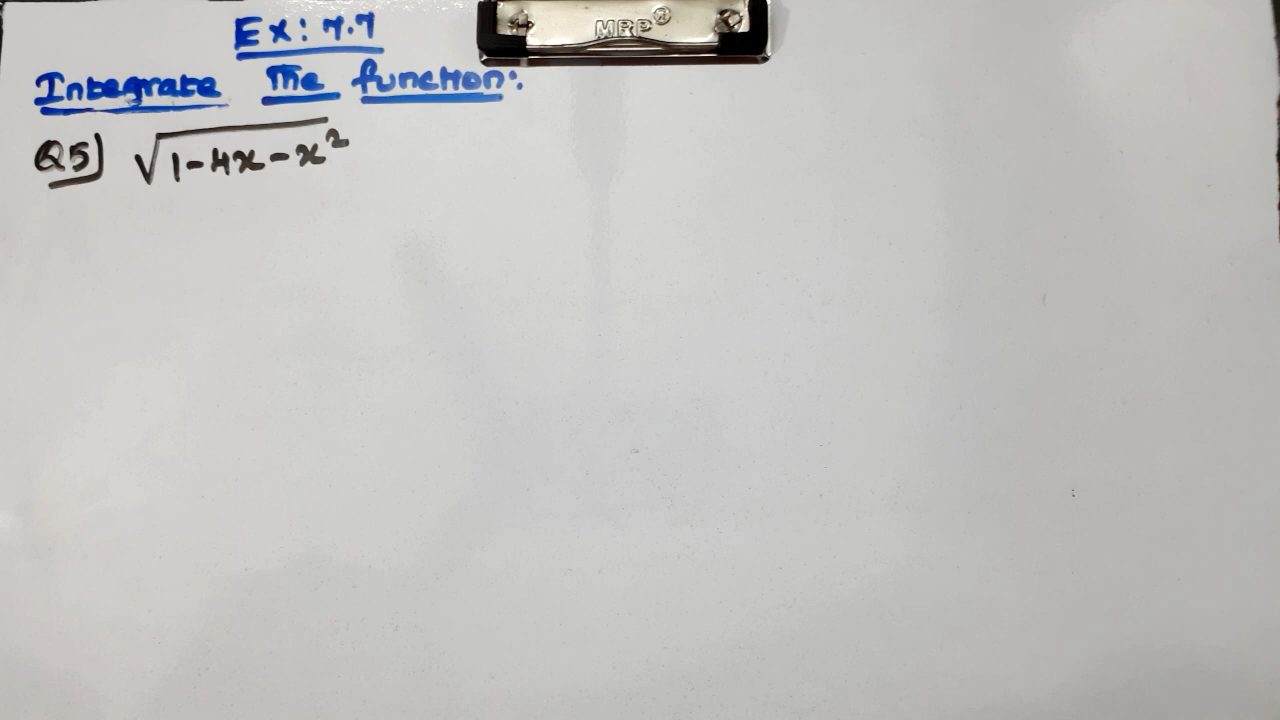 MRP®
Ex: 7.7
Integrate The function:
Q5) √1-4x-x²